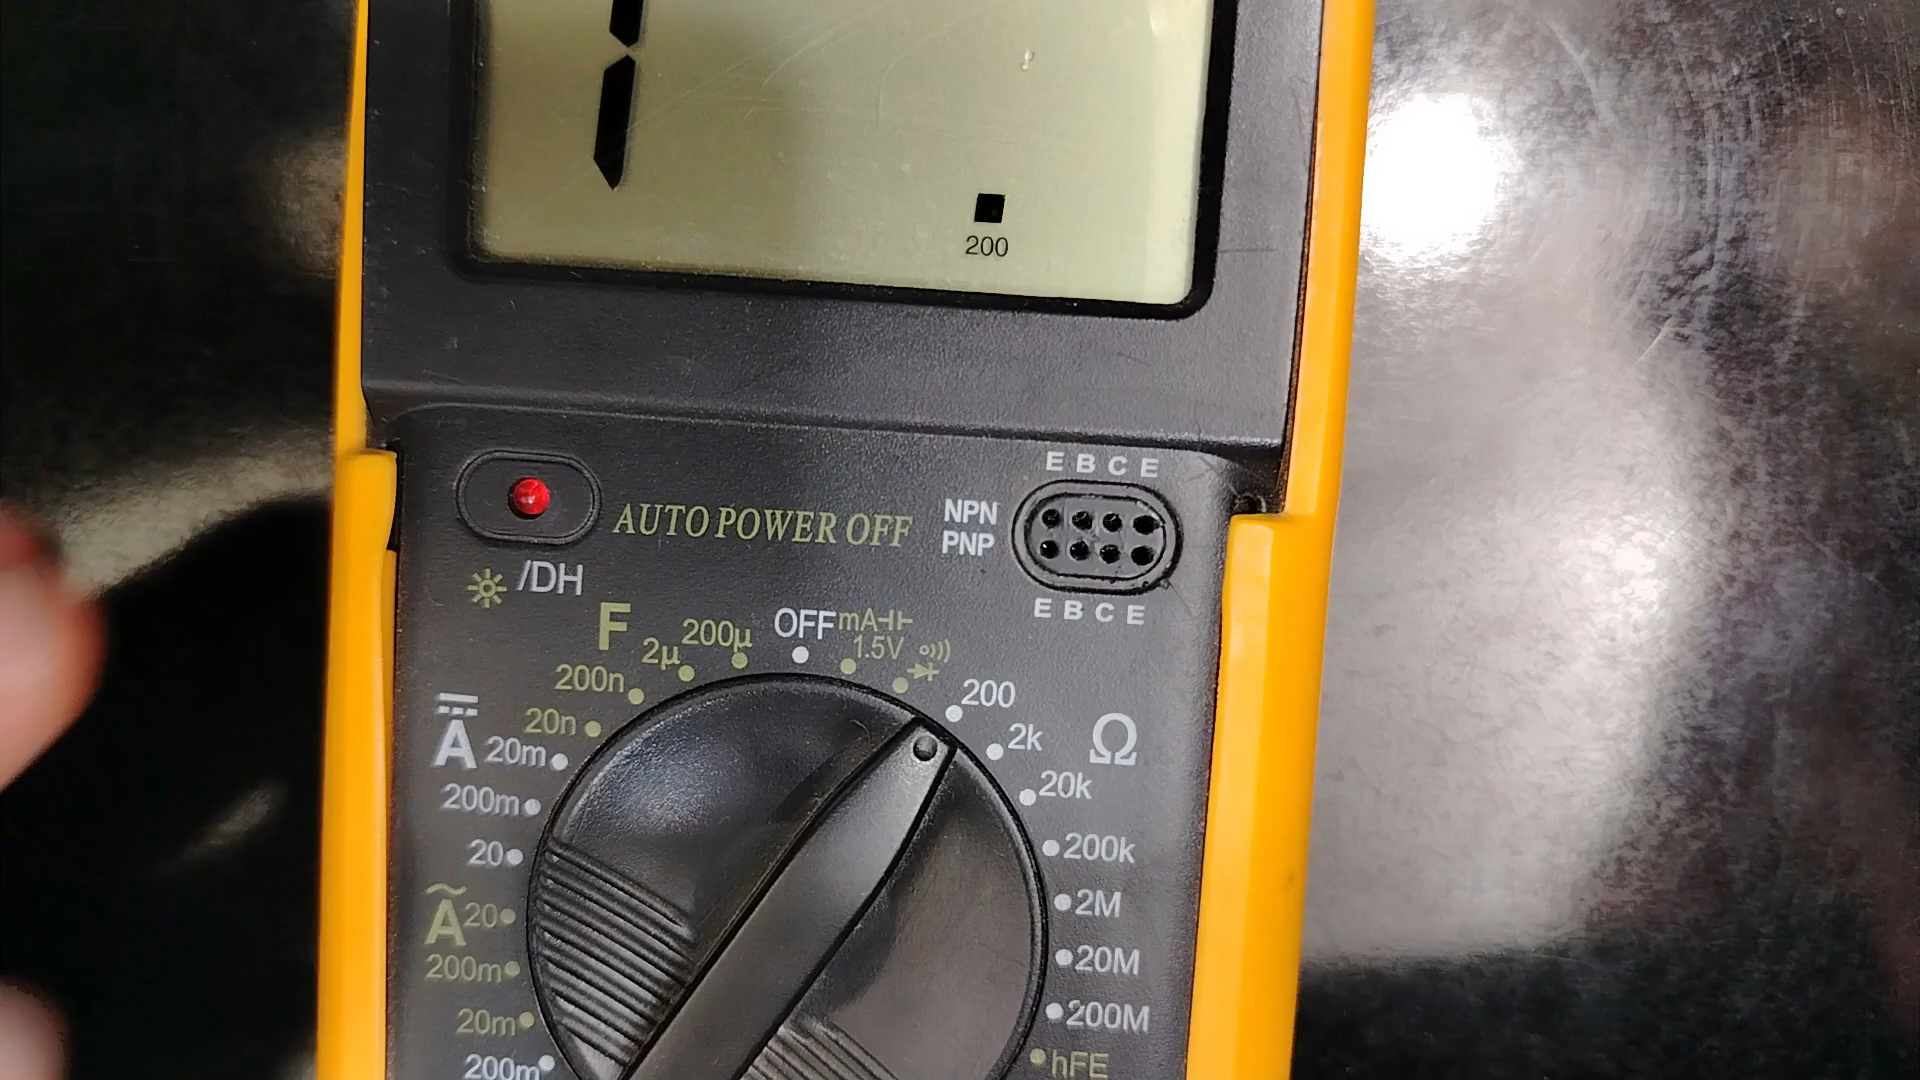 1
200
E B C E
NPN
PNP
AUTO POWER OFF
/DH
E B C E
F
2µ
200µ
OFF
mA
1.5V
200n
20n
200
2k
Ω
20k
A
20m
200m
20
200k
2M
A
20
200m
20M
20m
200M
200m
hFE